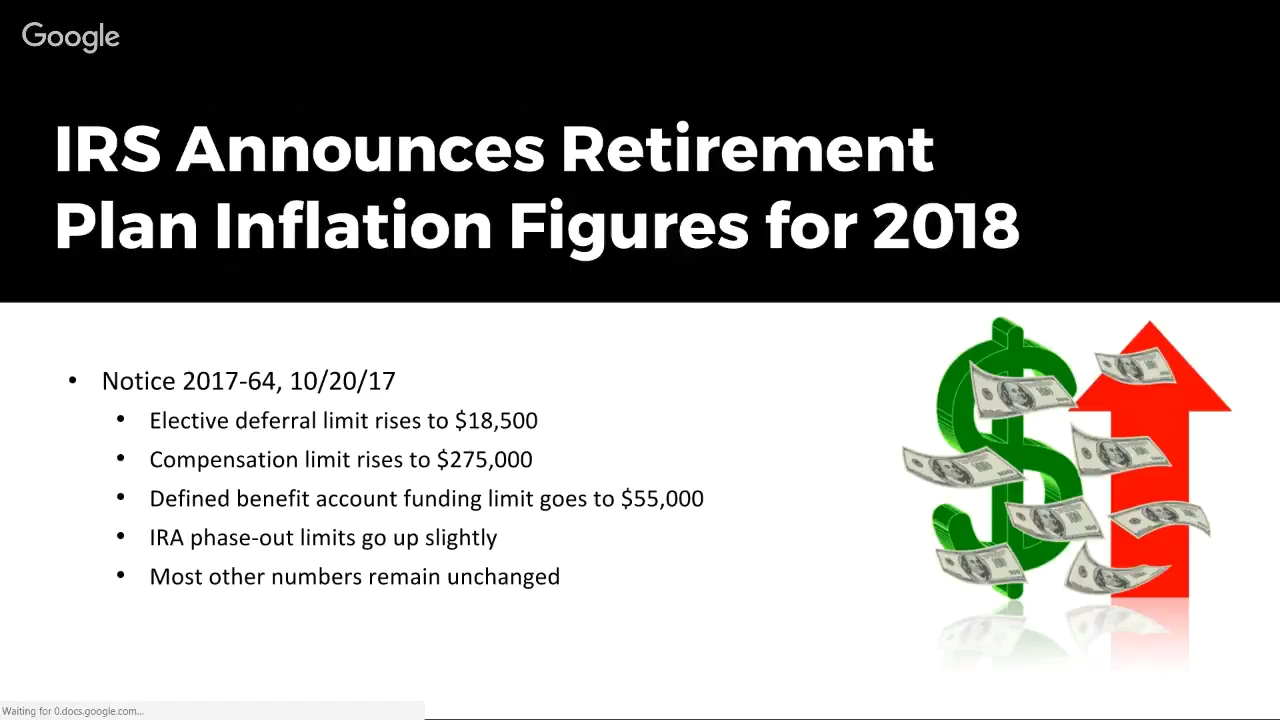 Google
IRS Announces Retirement
Plan Inflation Figures for 2018
• Notice 2017-64, 10/20/17
• Elective deferral limit rises to $18,500
• Compensation limit rises to $275,000
• Defined benefit account funding limit goes to $55,000
• IRA phase-out limits go up slightly
• Most other numbers remain unchanged
Waiting for 0.docs.google.com...